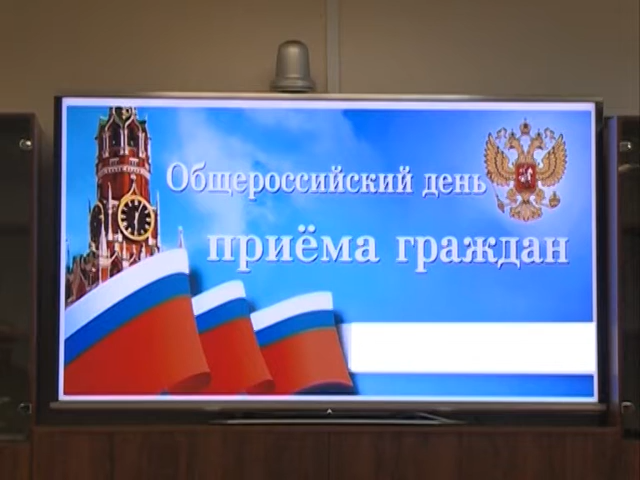 Общероссийский день
приёма граждан